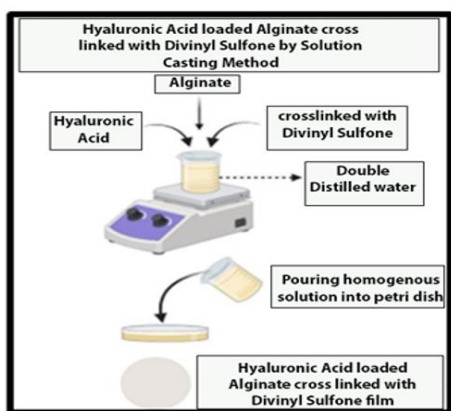 Hyaluronic Acid loaded Alginate cross
linked with Divinyl Sulfone by Solution
Casting Method
Alginate
Hyaluronic
Acid
crosslinked with
Divinyl Sulfone
Double
Distilled water
Pouring homogenous
solution into petri dish
Hyaluronic Acid loaded
Alginate cross linked with
Divinyl Sulfone film